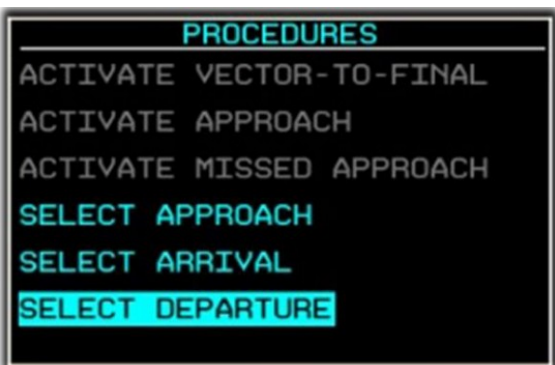 PROCEDURES
ACTIVATE VECTOR-TO-FINAL
ACTIVATE APPROACH
ACTIVATE MISSED APPROACH
SELECT APPROACH
SELECT ARRIVAL
SELECT DEPARTURE